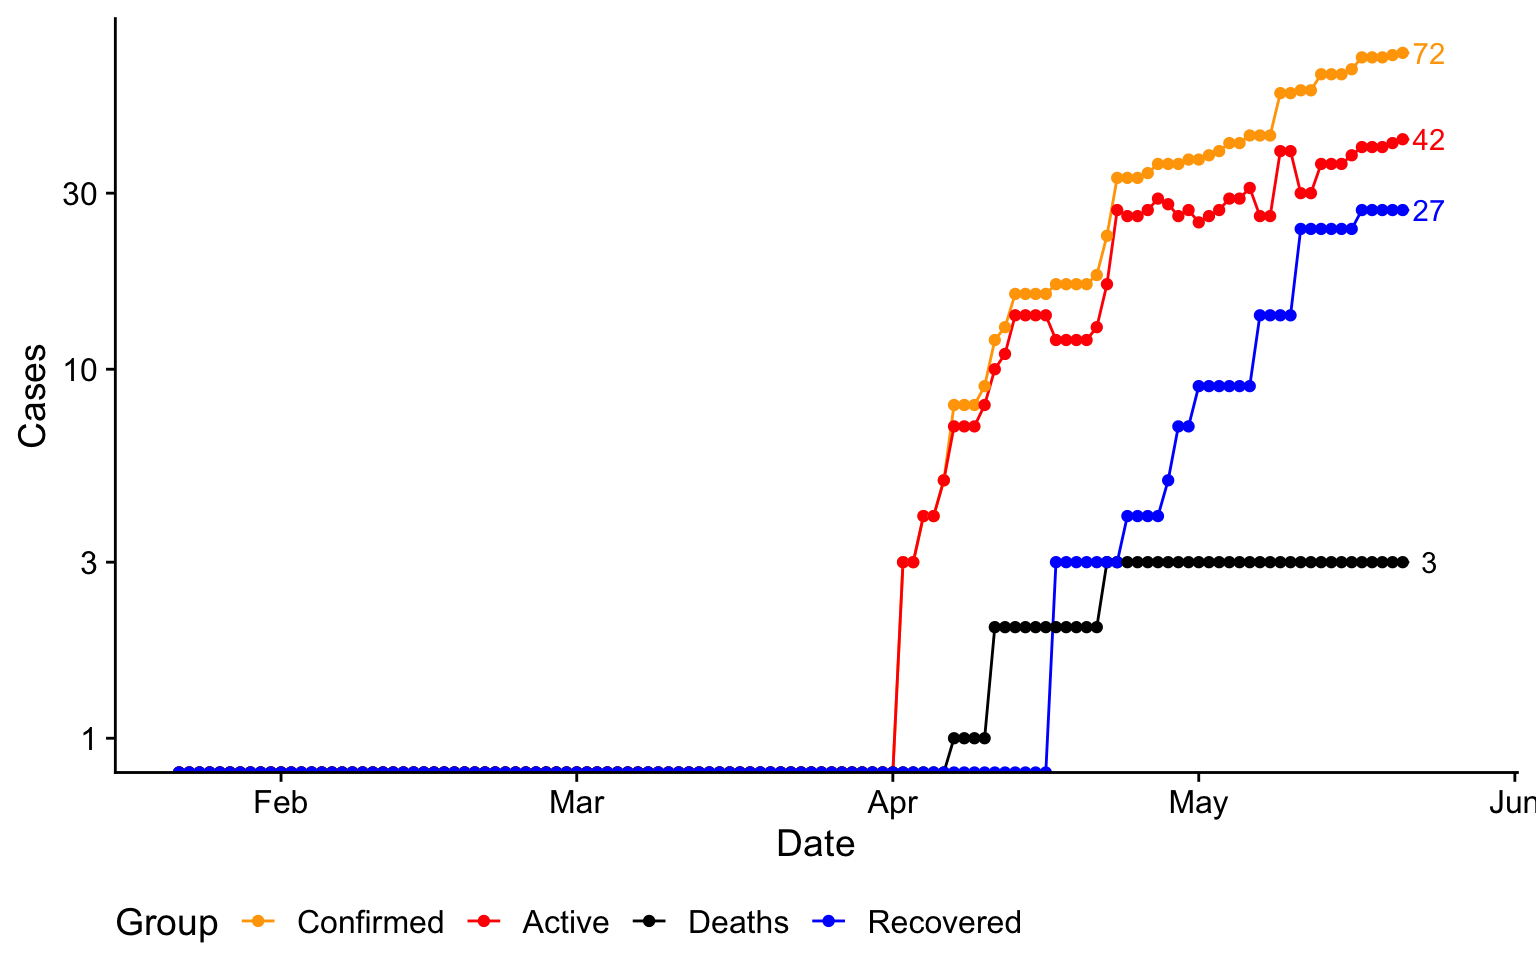 72
42
30
27
10
Cases
3
3
1
Feb Mar Apr May Jun
Date
Group Confirmed Active Deaths Recovered